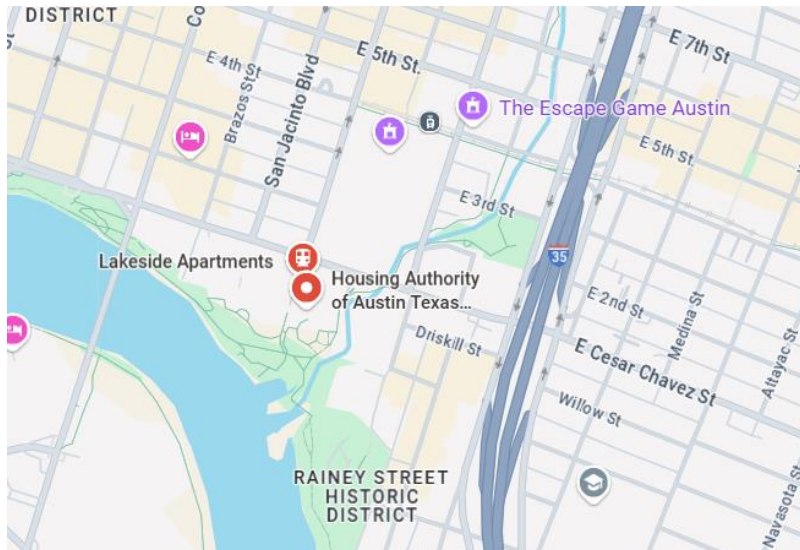 DISTRICT
Co
St
E 4th St
E 5th St.
E 7th St
Brazos St
San Jacinto Blvd
The Escape Game Austin
E 5th St.
E 3rd St
35
Lakeside Apartments
Housing Authority
of Austin Texas...
E 2nd St
Medina St
Attayac St
Driskill St
E Cesar Chavez St
Willow St
RAINEY STREET
HISTORIC
DISTRICT
Navasota St